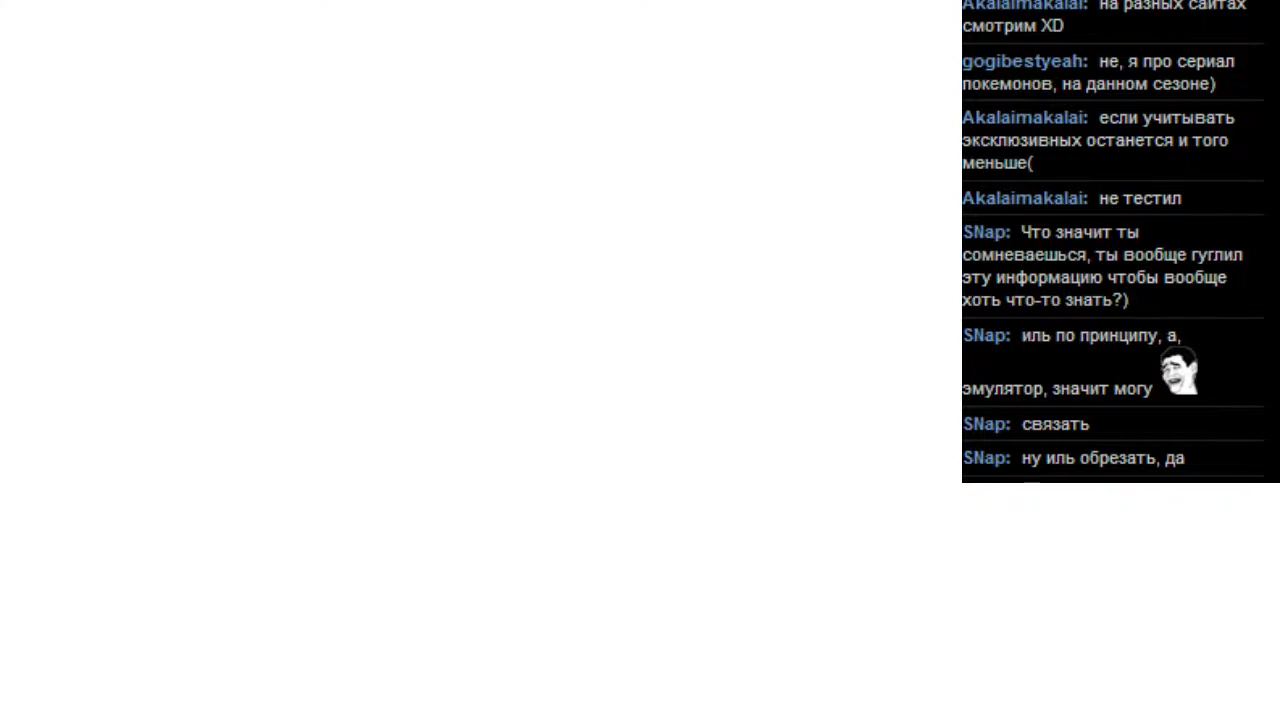 Akalaimakalai: на разных сайтах
смотрим XD
gogibestyeah: не, я про сериал
покемонов, на данном сезоне)
Akalaimakalai: если учитывать
эксклюзивных останется и того
меньше(
Akalaimakalai: не тестил
SNap: Что значит ты
сомневаешься, ты вообще гуглил
эту информацию чтобы вообще
хоть что-то знать?)
SNap: иль по принципу, а,
эмулятор, значит могу
SNap: связать
SNap: ну иль обрезать, да